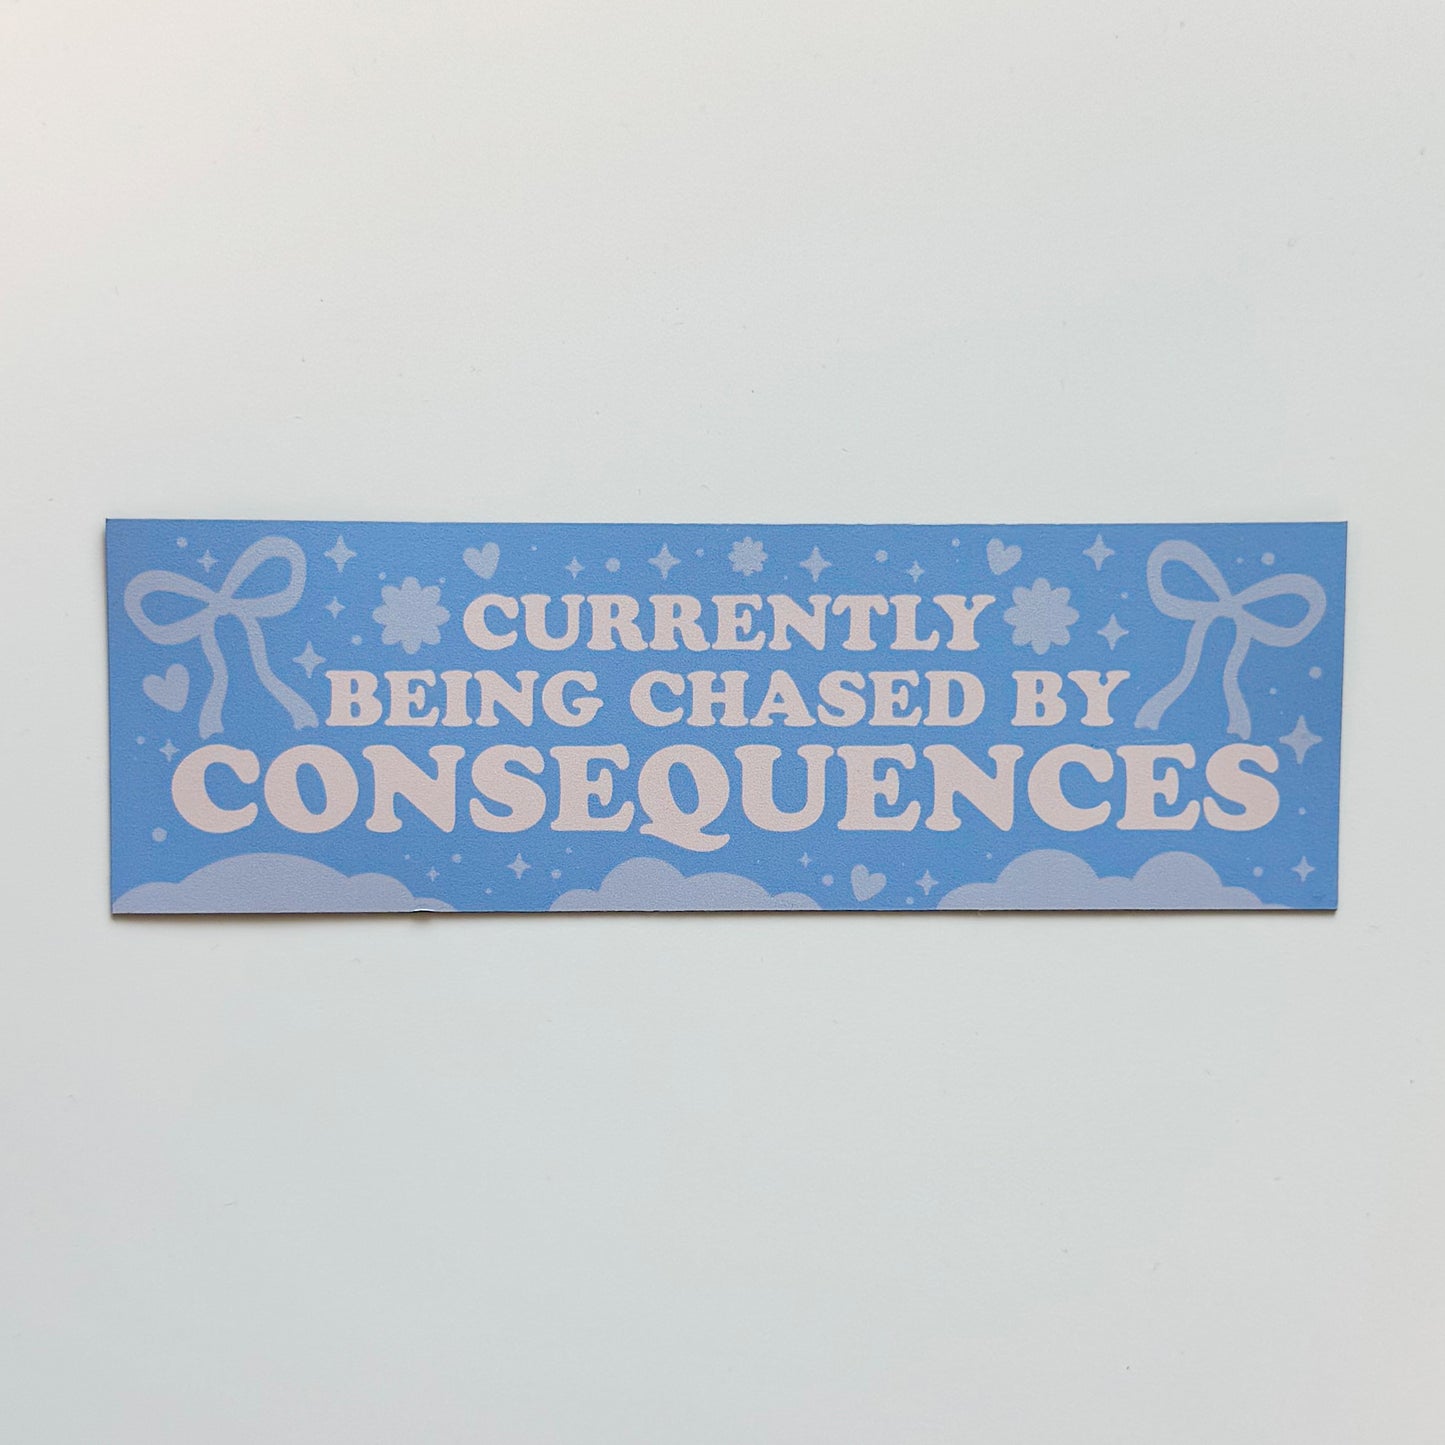 CURRENTLY
BEING CHASED BY
CONSEQUENCES